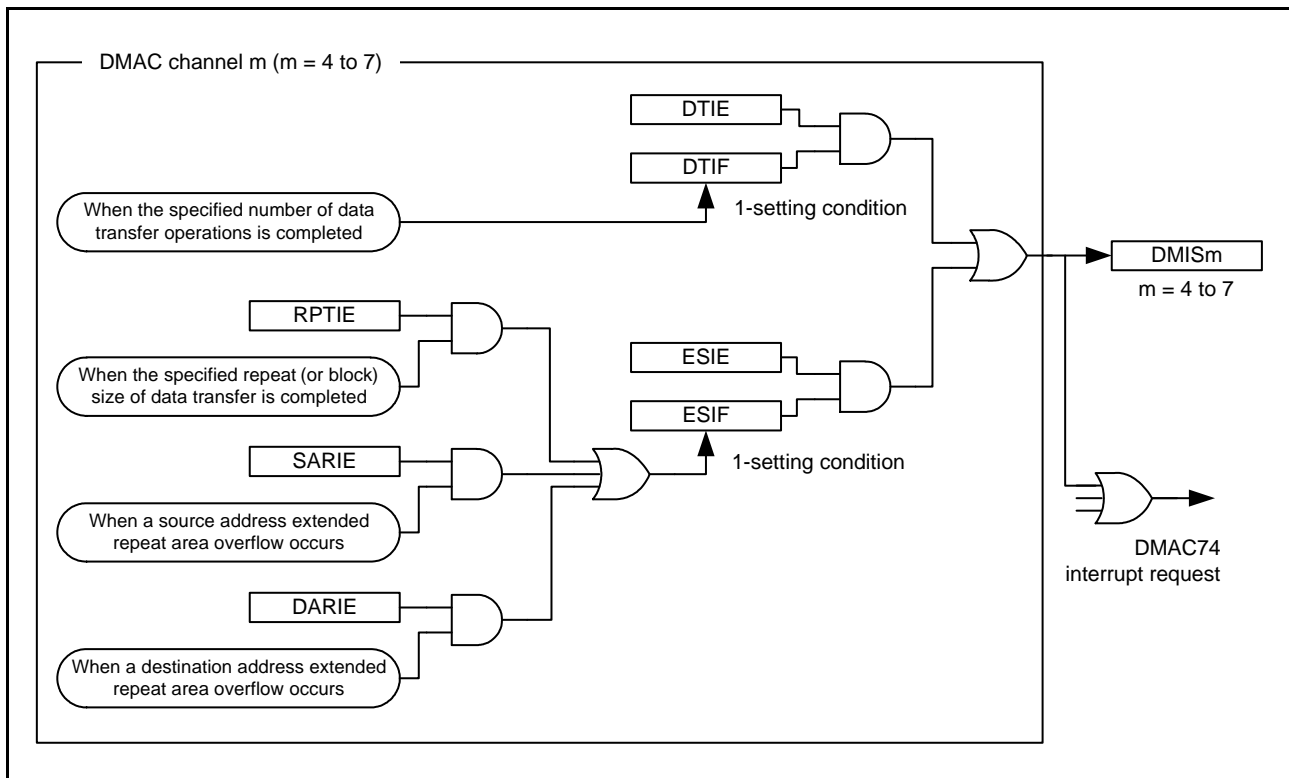 DMAC channel m (m = 4 to 7)
DTIE
DTIF
When the specified number of data
transfer operations is completed
1-setting condition
DMISm
m = 4 to 7
RPTIE
When the specified repeat (or block)
size of data transfer is completed
ESIE
ESIF
1-setting condition
SARIE
When a source address extended
repeat area overflow occurs
DMAC74
interrupt request
DARIE
When a destination address extended
repeat area overflow occurs